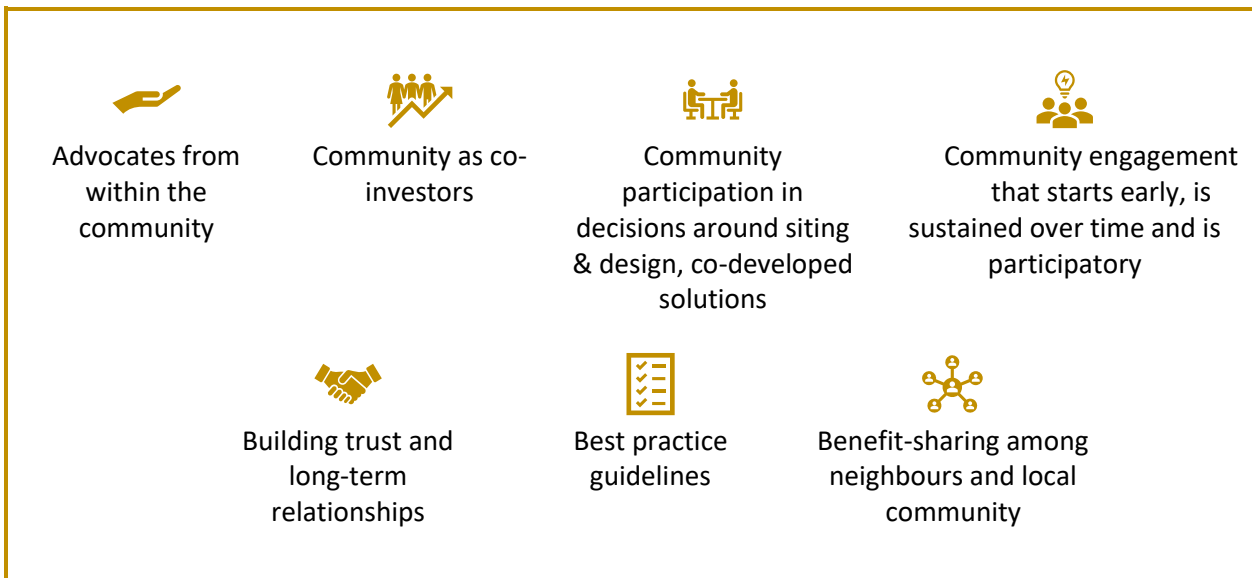 Advocates from
within the
community
Community as co-
investors
Community
participation in
decisions around siting
& design, co-developed
solutions
Community engagement
that starts early, is
sustained over time and is
participatory
Building trust and
long-term
relationships
Best practice
guidelines
Benefit-sharing among
neighbours and local
community